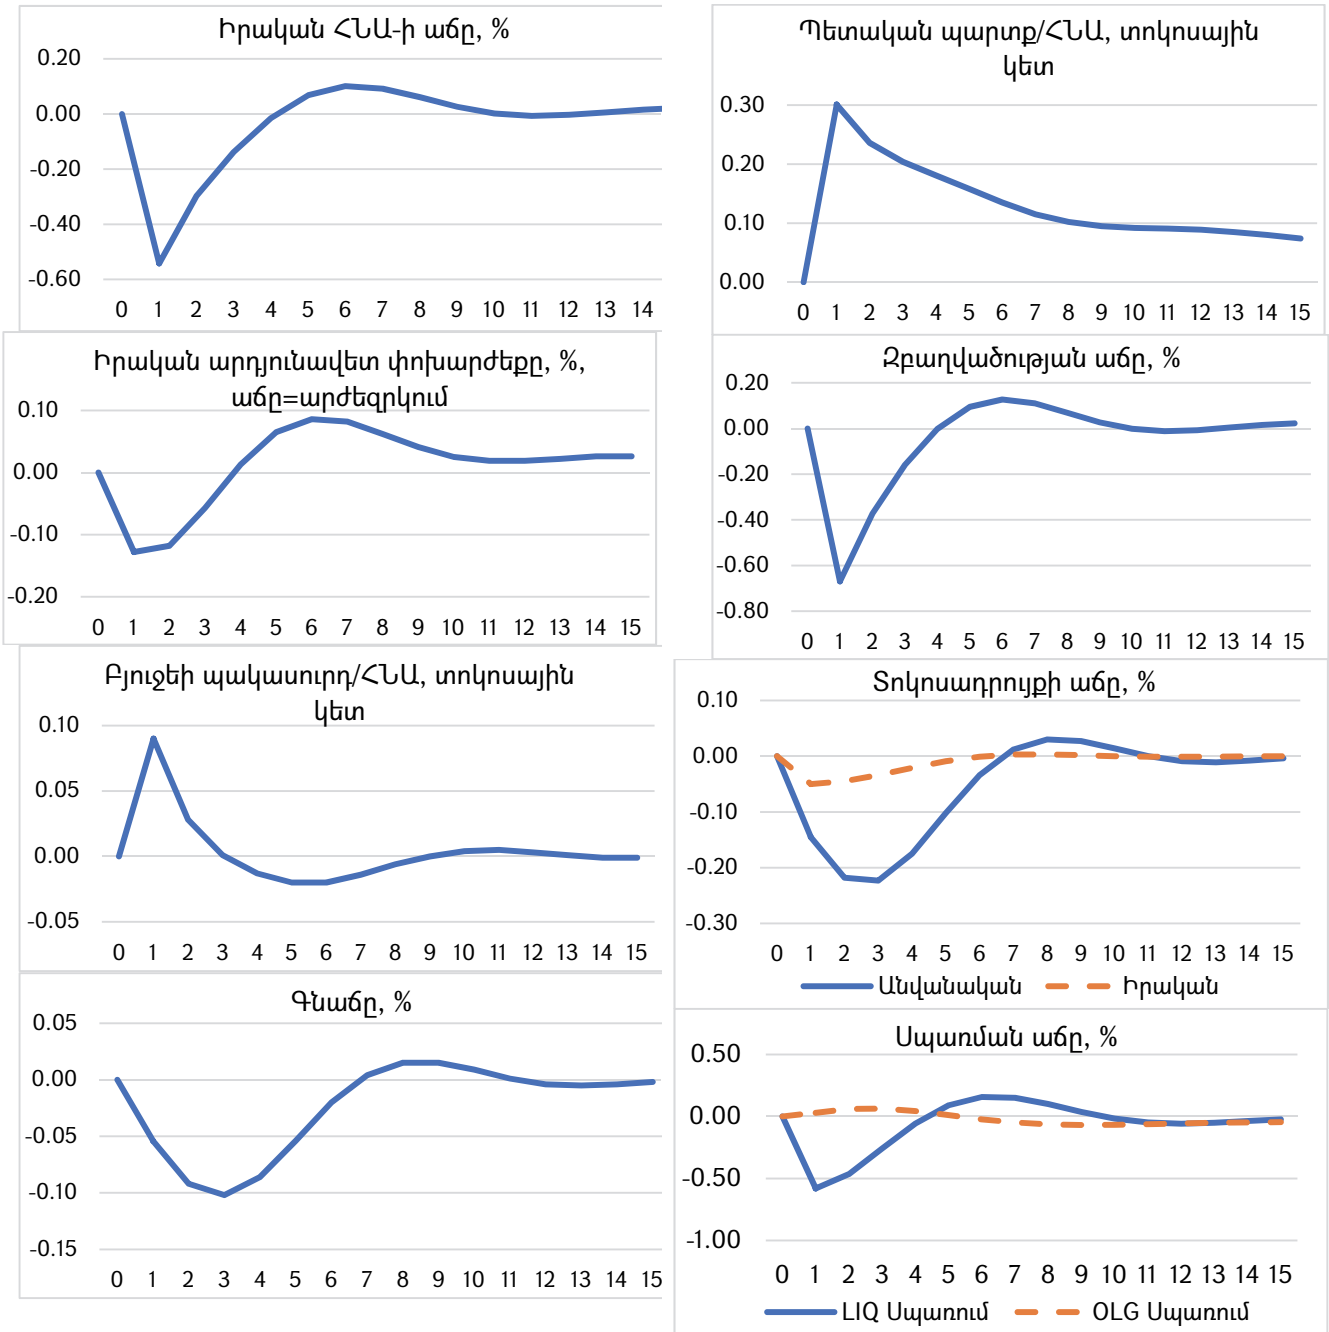 Իրական ՀՆԱ-ի աճը, %
0.20
0.00
-0.20
-0.40
-0.60
0 1 2 3 4 5 6 7 8 9 10 11 12 13 14
Պետական պարտք/ՀՆԱ, տոկոսային
կետ
0.30
0.20
0.10
0.00
0 1 2 3 4 5 6 7 8 9 10 11 12 13 14 15
Իրական արդյունավետ փոխարժեքը, %,
աճը=արժեզրկում
0.10
0.00
-0.10
-0.20
0 1 2 3 4 5 6 7 8 9 10 11 12 13 14 15
Զբաղվածության աճը, %
0.20
0.00
-0.20
-0.40
-0.60
-0.80
0 1 2 3 4 5 6 7 8 9 10 11 12 13 14 15
Բյուջեի պակասուրդ/ՀՆԱ, տոկոսային
կետ
0.10
0.05
0.00
-0.05
0 1 2 3 4 5 6 7 8 9 10 11 12 13 14 15
Տոկոսադրույքի աճը, %
0.10
0.00
-0.10
-0.20
-0.30
0 1 2 3 4 5 6 7 8 9 10 11 12 13 14 15
Անվանական Իրական
Գնաճը, %
0.05
0.00
-0.05
-0.10
-0.15
0 1 2 3 4 5 6 7 8 9 10 11 12 13 14 15
Սպառման աճը, %
0.50
0.00
-0.50
-1.00
0 1 2 3 4 5 6 7 8 9 10 11 12 13 14 15
LIQ Սպառում OLG Սպառում